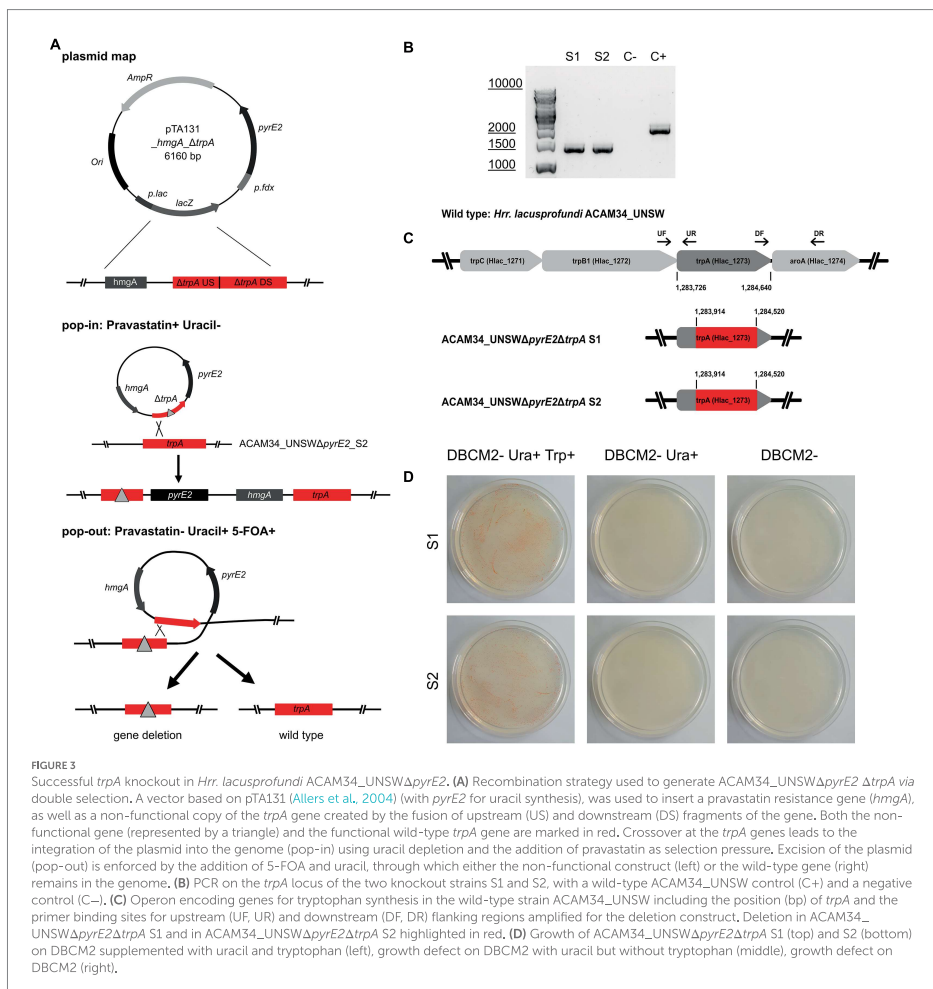 A
plasmid map
AmpR
pTA131
_hmgA_ΔtrpA
6160 bp
pyrE2
Ori
p.lac
lacZ
p.fdx
hmgA
ΔtrpA US
ΔtrpA DS
pop-in: Pravastatin+ Uracil-
pyrE2
hmgA
ΔtrpA
trpA
ACAM34_UNSWΔpyrE2_S2
pyrE2
hmgA
trpA
pop-out: Pravastatin- Uracil+ 5-FOA+
pyrE2
hmgA
trpA
gene deletion
wild type
B
S1 S2 C- C+
10000
2000
1500
1000
Wild type: Hrr. lacusprofundi ACAM34_UNSW
C
UF UR DF DR
trpC (Hlac_1271) trpB1 (Hlac_1272) trpA (Hlac_1273) aroA (Hlac_1274)
1,283,726 1,284,640
1,283,914 1,284,520
ACAM34_UNSWΔpyrE2ΔtrpA S1
trpA (Hlac_1273)
1,283,914 1,284,520
ACAM34_UNSWΔpyrE2ΔtrpA S2
trpA (Hlac_1273)
DBCM2- Ura+ Trp+ DBCM2- Ura+ DBCM2-
D
S1
S2
FIGURE 3
Successful trpA knockout in Hrr. lacusprofundi ACAM34_UNSWΔpyrE2. (A) Recombination strategy used to generate ACAM34_UNSWΔpyrE2 ΔtrpA via
double selection. A vector based on pTA131 (Allers et al., 2004) (with pyrE2 for uracil synthesis), was used to insert a pravastatin resistance gene (hmgA),
as well as a non-functional copy of the trpA gene created by the fusion of upstream (US) and downstream (DS) fragments of the gene. Both the non-
functional gene (represented by a triangle) and the functional wild-type trpA gene are marked in red. Crossover at the trpA genes leads to the
integration of the plasmid into the genome (pop-in) using uracil depletion and the addition of pravastatin as selection pressure. Excision of the plasmid
(pop-out) is enforced by the addition of 5-FOA and uracil, through which either the non-functional construct (left) or the wild-type gene (right)
remains in the genome. (B) PCR on the trpA locus of the two knockout strains S1 and S2, with a wild-type ACAM34_UNSW control (C+) and a negative
control (C−). (C) Operon encoding genes for tryptophan synthesis in the wild-type strain ACAM34_UNSW including the position (bp) of trpA and the
primer binding sites for upstream (UF, UR) and downstream (DF, DR) flanking regions amplified for the deletion construct. Deletion in ACAM34_
UNSWΔpyrE2ΔtrpA S1 and in ACAM34_UNSWΔpyrE2ΔtrpA S2 highlighted in red. (D) Growth of ACAM34_UNSWΔpyrE2ΔtrpA S1 (top) and S2 (bottom)
on DBCM2 supplemented with uracil and tryptophan (left), growth defect on DBCM2 with uracil but without tryptophan (middle), growth defect on
DBCM2 (right).